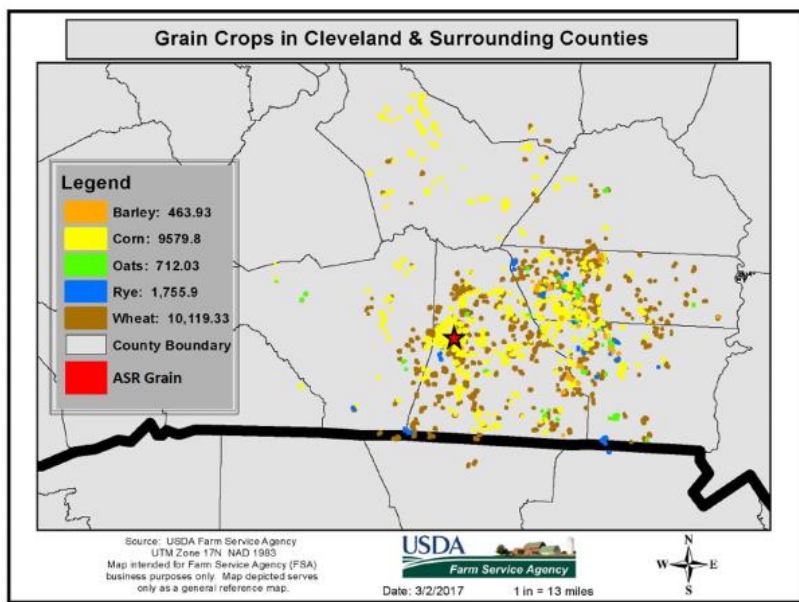 Grain Crops in Cleveland & Surrounding Counties
Legend
Barley: 463.93
Corn: 9579.8
Oats: 712.03
Rye: 1,755.9
Wheat: 10,119.33
County Boundary
ASR Grain
Source: USDA Farm Service Agency
UTM Zone 17N NAD 1983
Map intended for Farm Service Agency (FSA)
business purposes only. Map depicted serves
only as a general reference map.
USDA
Farm Service Agency
Date: 3/2/2017
1 in = 13 miles
N
W
E
S